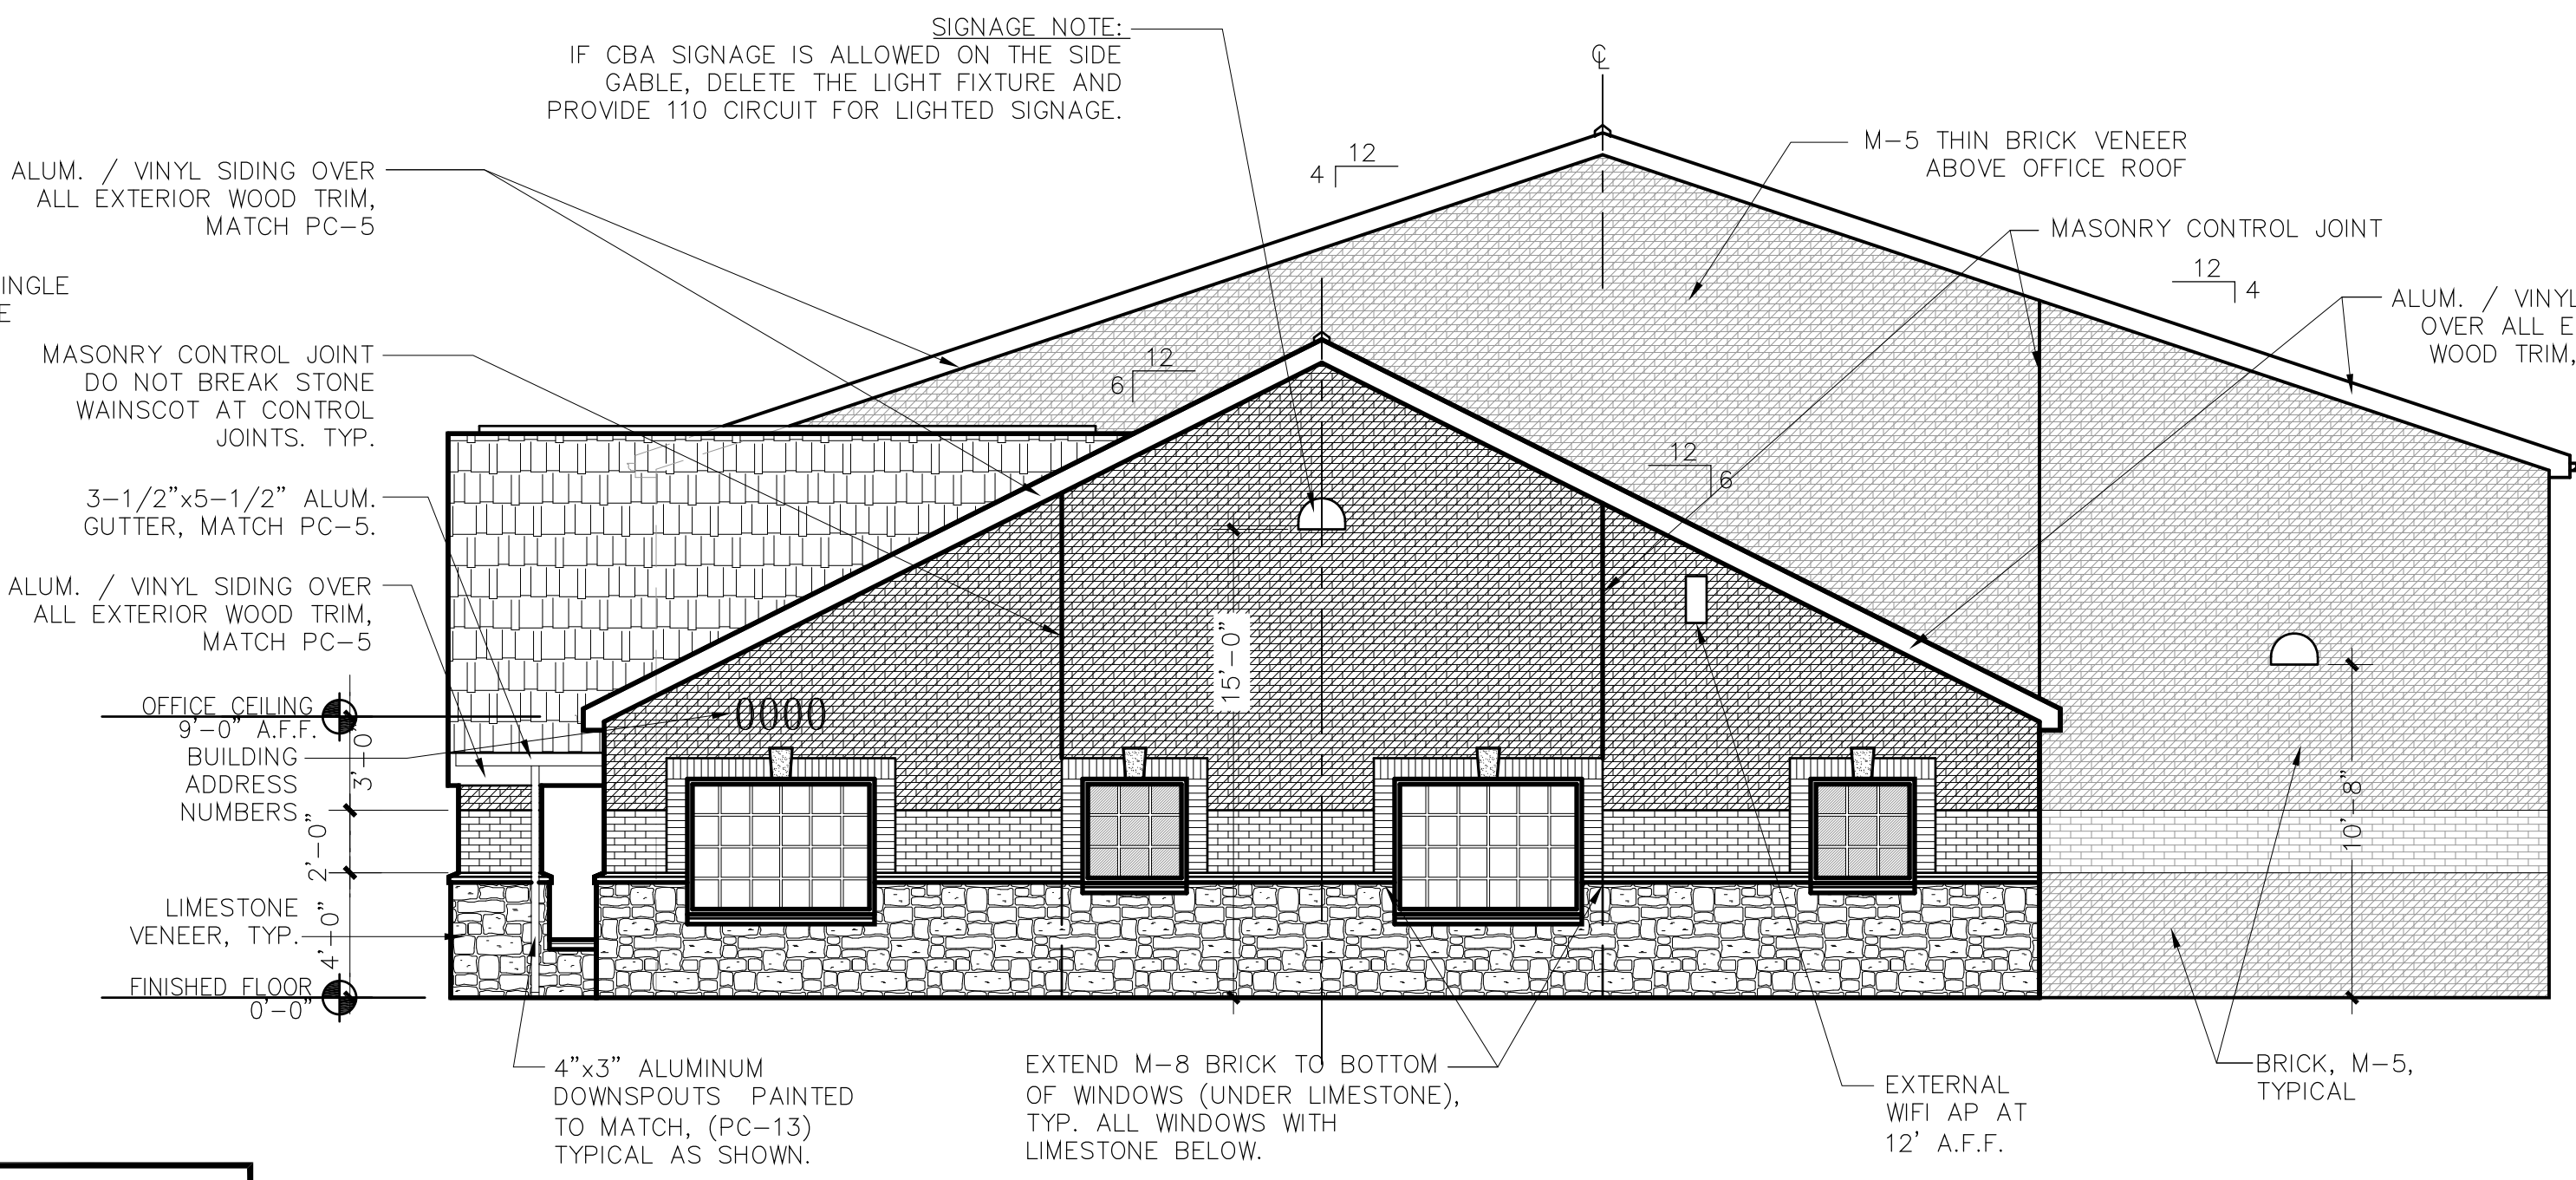 SIGNAGE NOTE:
IF CBA SIGNAGE IS ALLOWED ON THE SIDE
GABLE, DELETE THE LIGHT FIXTURE AND
PROVIDE 110 CIRCUIT FOR LIGHTED SIGNAGE.
℄
12
4
M-5 THIN BRICK VENEER
ABOVE OFFICE ROOF
ALUM. / VINYL SIDING OVER
ALL EXTERIOR WOOD TRIM,
MATCH PC-5
MASONRY CONTROL JOINT
12
4
INGLE
E
ALUM. / VINYL
OVER ALL E
WOOD TRIM,
MASONRY CONTROL JOINT
DO NOT BREAK STONE
WAINSCOT AT CONTROL
JOINTS. TYP.
12
6
12
6
3-1/2"x5-1/2" ALUM.
GUTTER, MATCH PC-5.
ALUM. / VINYL SIDING OVER
ALL EXTERIOR WOOD TRIM,
MATCH PC-5
15'-0"
OFFICE CEILING
9'-0" A.F.F.
0000
BUILDING
ADDRESS
NUMBERS
3'-0"
2'-0"
4'-0"
10'-8"
LIMESTONE
VENEER, TYP.
FINISHED FLOOR
0'-0"
4"x3" ALUMINUM
DOWNSPOUTS PAINTED
TO MATCH, (PC-13)
TYPICAL AS SHOWN.
EXTEND M-8 BRICK TO BOTTOM
OF WINDOWS (UNDER LIMESTONE),
TYP. ALL WINDOWS WITH
LIMESTONE BELOW.
EXTERNAL
WIFI AP AT
12' A.F.F.
BRICK, M-5,
TYPICAL